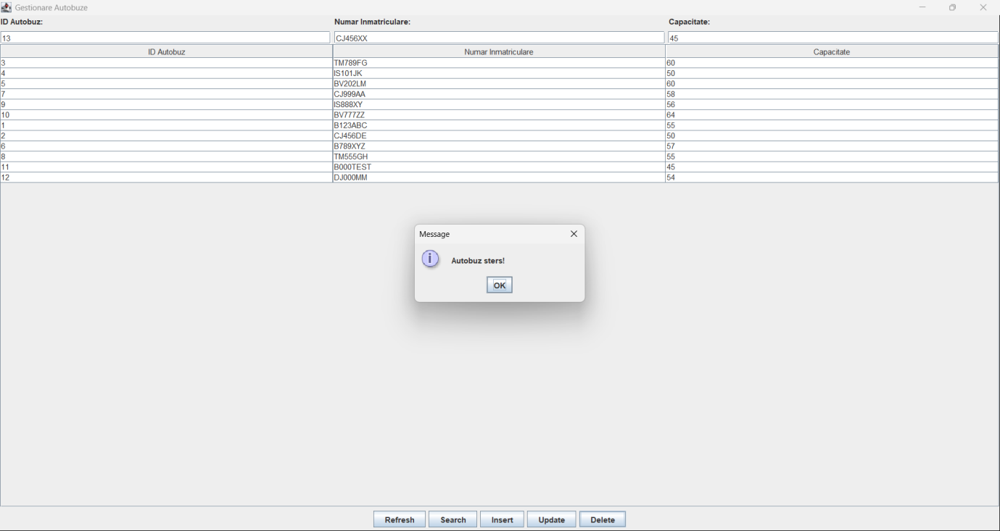 Gestionare Autobuze
ID Autobuz: Numar Inmatriculare: Capacitate:
13 CJ456XX 45
ID Autobuz Numar Inmatriculare Capacitate
3 TM789FG 60
4 IS101JK 50
5 BV202LM 60
7 CJ999AA 58
9 IS888XY 56
10 BV777ZZ 64
1 B123ABC 55
2 CJ456DE 50
6 B789XYZ 57
8 TM555GH 55
11 B000TEST 45
12 DJ000MM 54
Message
Autobuz sters!
OK
Refresh Search Insert Update Delete